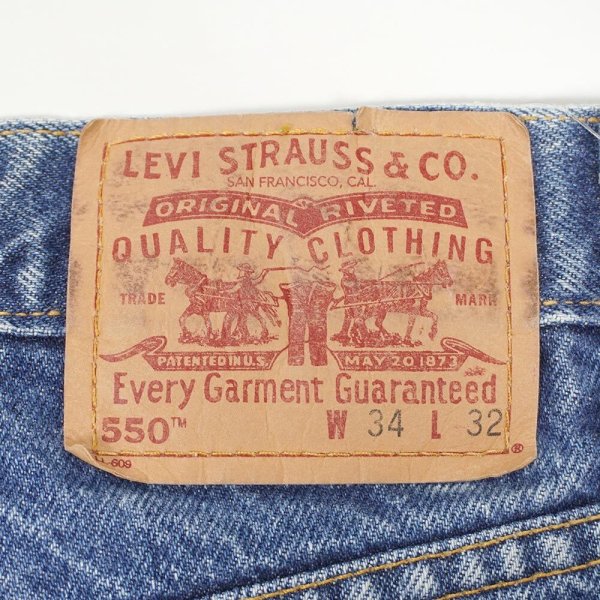 LEVI STRAUSS & CO.
SAN FRANCISCO, CAL.
ORIGINAL RIVETED
QUALITY CLOTHING
TRADE MARK
PATENTED IN U.S. MAY 20 1873
Every Garment Guaranteed
550™ W 34 L 32
609 ®